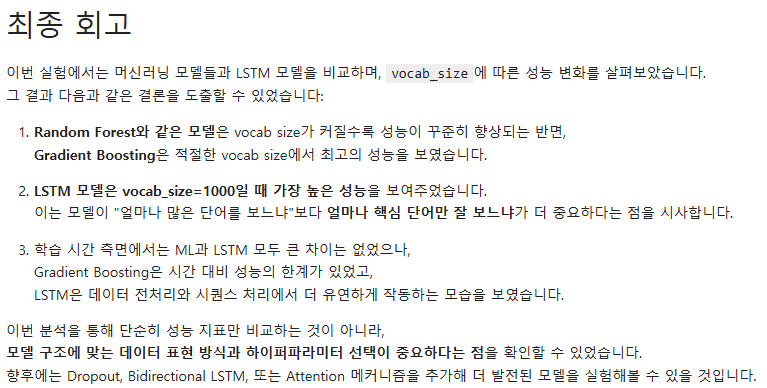 최종 회고
이번 실험에서는 머신러닝 모델들과 LSTM 모델을 비교하며, vocab_size에 따른 성능 변화를 살펴보았습니다.
그 결과 다음과 같은 결론을 도출할 수 있었습니다:
1. Random Forest와 같은 모델은 vocab size가 커질수록 성능이 꾸준히 향상되는 반면,
Gradient Boosting은 적절한 vocab size에서 최고의 성능을 보였습니다.
2. LSTM 모델은 vocab_size=1000일 때 가장 높은 성능을 보여주었습니다.
이는 모델이 "얼마나 많은 단어를 보느냐"보다 얼마나 핵심 단어만 잘 보느냐가 더 중요하다는 점을 시사합니다.
3. 학습 시간 측면에서는 ML과 LSTM 모두 큰 차이는 없었으나,
Gradient Boosting은 시간 대비 성능의 한계가 있었고,
LSTM은 데이터 전처리와 시퀀스 처리에서 더 유연하게 작동하는 모습을 보였습니다.
이번 분석을 통해 단순히 성능 지표만 비교하는 것이 아니라,
모델 구조에 맞는 데이터 표현 방식과 하이퍼파라미터 선택이 중요하다는 점을 확인할 수 있었습니다.
향후에는 Dropout, Bidirectional LSTM, 또는 Attention 메커니즘을 추가해 더 발전된 모델을 실험해볼 수 있을 것입니다.